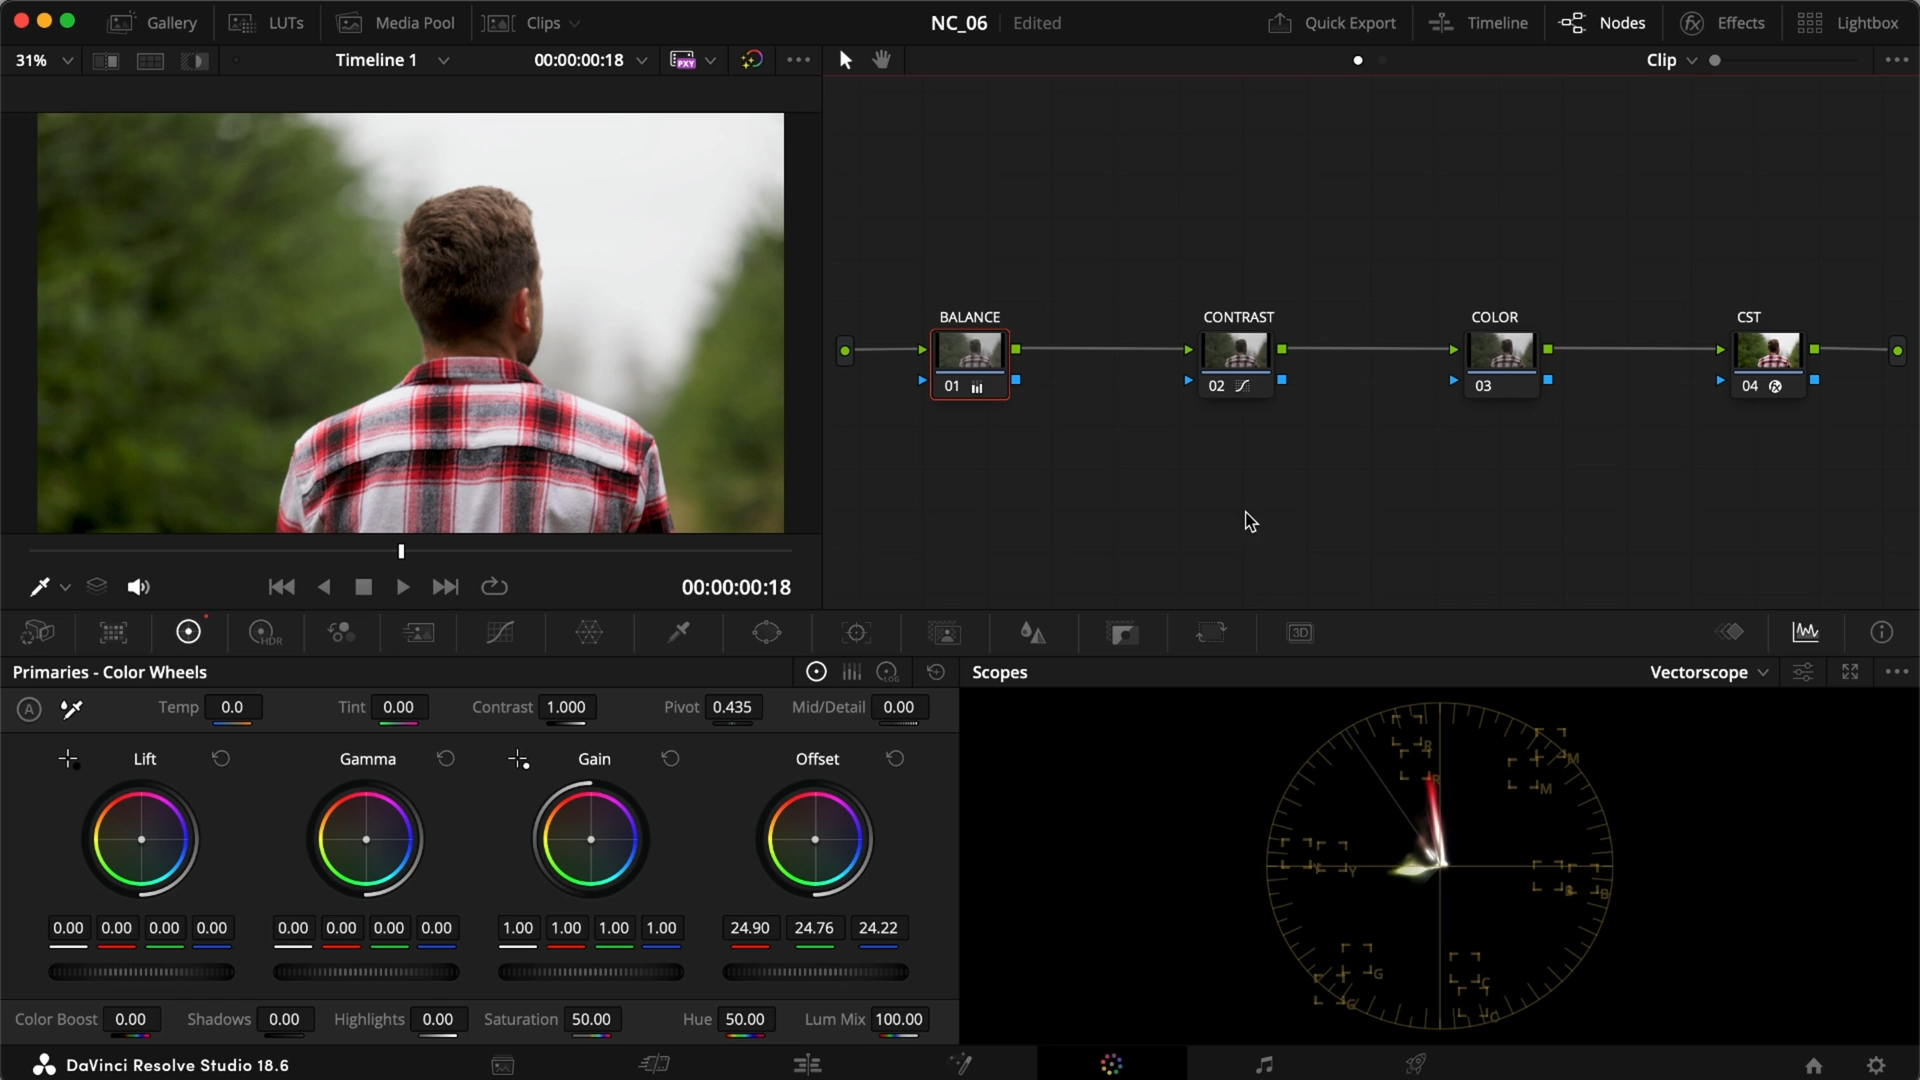 Gallery LUTs Media Pool Clips NC_06 Edited Quick Export Timeline Nodes Effects Lightbox
31% Timeline 1 00:00:00:18 PXY Clip
BALANCE CONTRAST COLOR CST
01 02 03 04
00:00:00:18
HDR 3D
Primaries - Color Wheels LOG Scopes Vectorscope
A Temp 0.0 Tint 0.00 Contrast 1.000 Pivot 0.435 Mid/Detail 0.00
Lift Gamma Gain Offset
0.00 0.00 0.00 0.00 0.00 0.00 0.00 0.00 1.00 1.00 1.00 1.00 24.90 24.76 24.22
R
R
M
M
Y
Y
B
B
G
G
C
C
Color Boost 0.00 Shadows 0.00 Highlights 0.00 Saturation 50.00 Hue 50.00 Lum Mix 100.00
DaVinci Resolve Studio 18.6